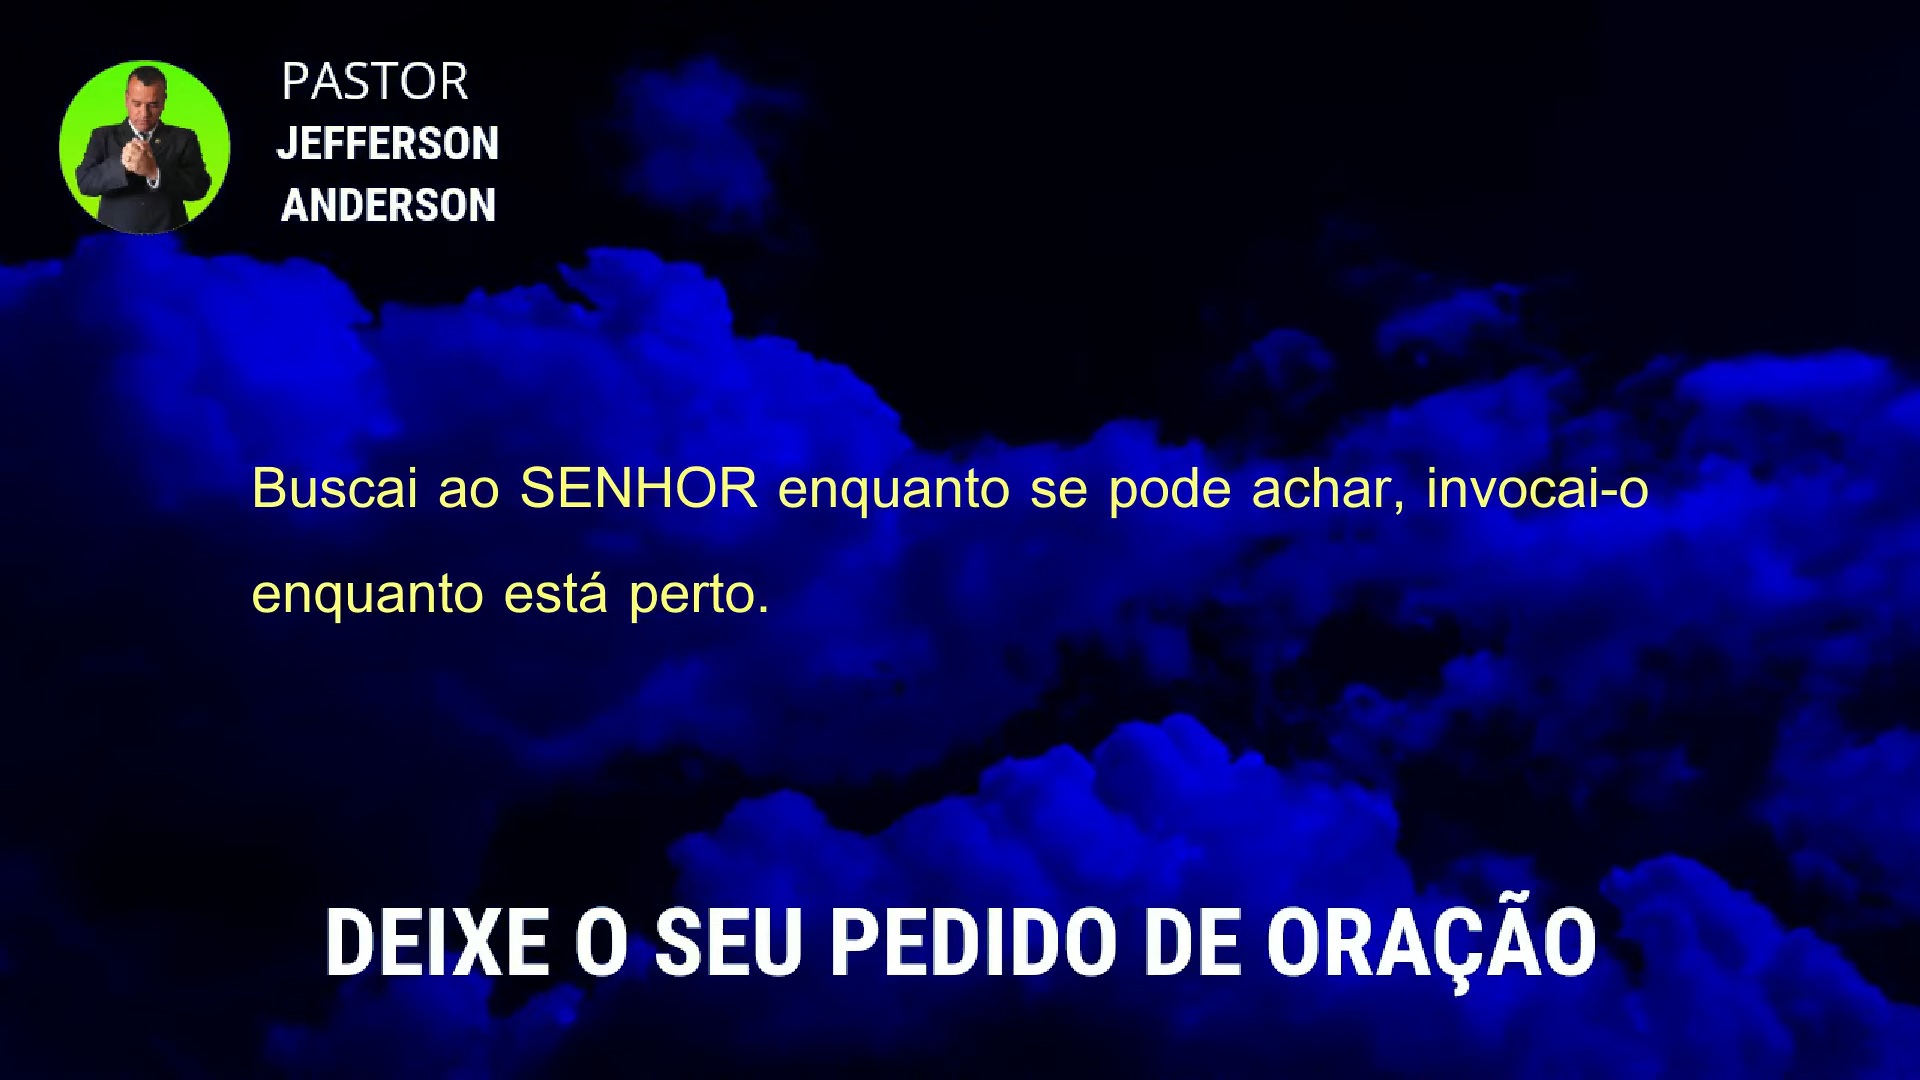 PASTOR
JEFFERSON
ANDERSON
Buscai ao SENHOR enquanto se pode achar, invocai-o
enquanto está perto.
DEIXE O SEU PEDIDO DE ORAÇÃO